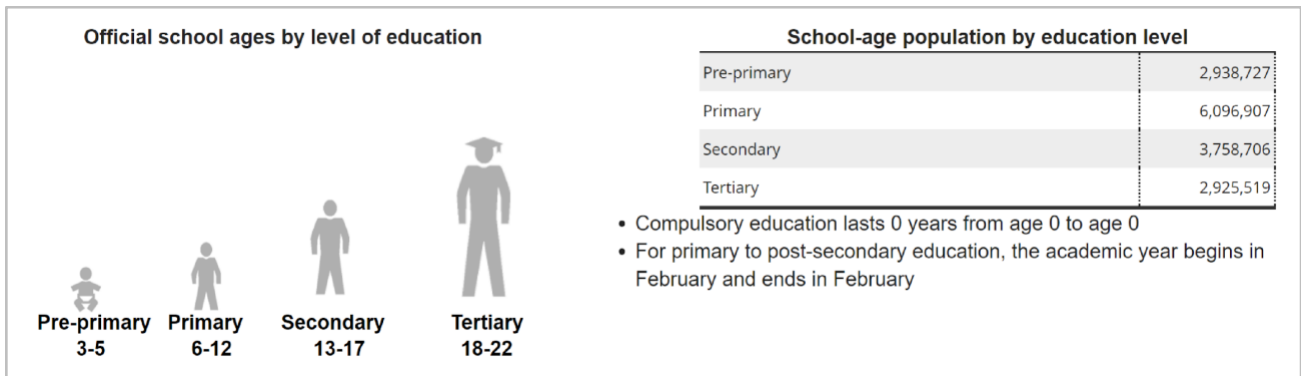 Official school ages by level of education
Pre-primary Primary Secondary Tertiary
3-5 6-12 13-17 18-22
School-age population by education level
Pre-primary 2,938,727
Primary 6,096,907
Secondary 3,758,706
Tertiary 2,925,519
• Compulsory education lasts 0 years from age 0 to age 0
• For primary to post-secondary education, the academic year begins in
February and ends in February